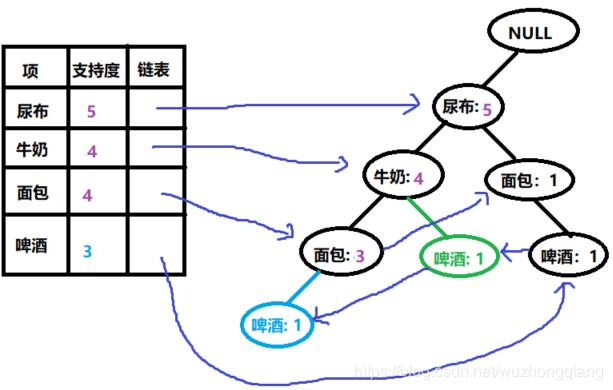 项 支持度 链表
尿布 5
牛奶 4
面包 4
啤酒 3
NULL
尿布: 5
牛奶: 4
面包: 1
面包: 3
啤酒: 1
啤酒: 1
啤酒: 1
https://blog.csdn.net/wuzhongqiang